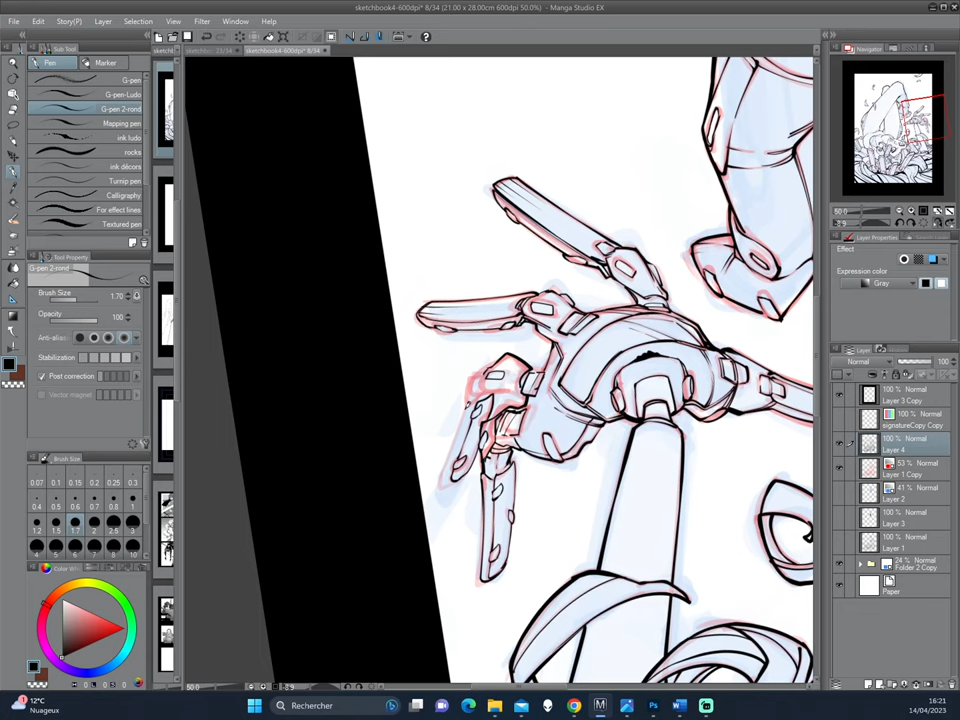 sketchbook4-600dpi* 8/34 (21.00 x 28.00cm 600dpi 50.0%) - Manga Studio EX
File Edit Story(P) Layer Selection View Filter Window Help
Sub Tool
sketchbook4-600dpi* 8/34
Navigator
Pen Marker
G-pen
G-pen-Ludo
G-pen 2-rond
Mapping pen
ink ludo
rocks
ink décors
Turnip pen
Calligraphy
For effect lines
Textured pen
Tool Property
G-pen 2-rond
Brush Size 1.70
Opacity 100
Anti-alias
Stabilization
Post correction
Vector magnet
Brush Size
0.07 0.1 0.15 0.2 0.25 0.3
0.4 0.5 0.6 0.7 0.8 1
1.2 1.5 1.7 2 2.5 3
4 5 6 7 8 10
50.0
Layer Properties
Effect
Expression color
Gray
Layer
Normal 100
100 % Normal
Layer 3 Copy
100 % Normal
signatureCopy Copy
100 % Normal
Layer 4
53 % Normal
Layer 1 Copy
41 % Normal
Layer 2
100 % Normal
Layer 3
100 % Normal
Layer 1
24 % Normal
Folder 2 Copy
Paper
50.0
12°C
Nuageux
Rechercher
16:21
14/04/2023